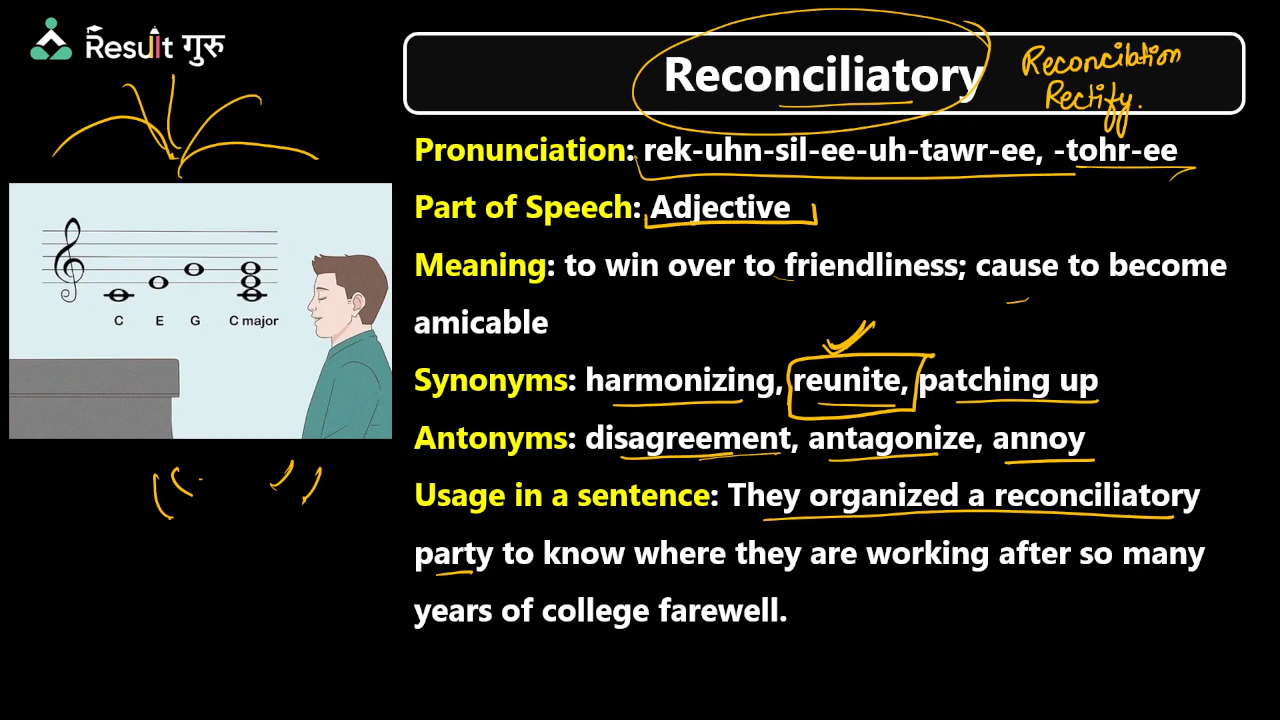 Result गुरु
Reconciliatory
Reconcilation
Rectify.
Pronunciation: rek-uhn-sil-ee-uh-tawr-ee, -tohr-ee
Part of Speech: Adjective
Meaning: to win over to friendliness; cause to become
amicable
Synonyms: harmonizing, reunite, patching up
Antonyms: disagreement, antagonize, annoy
Usage in a sentence: They organized a reconciliatory
party to know where they are working after so many
years of college farewell.
C E G C major